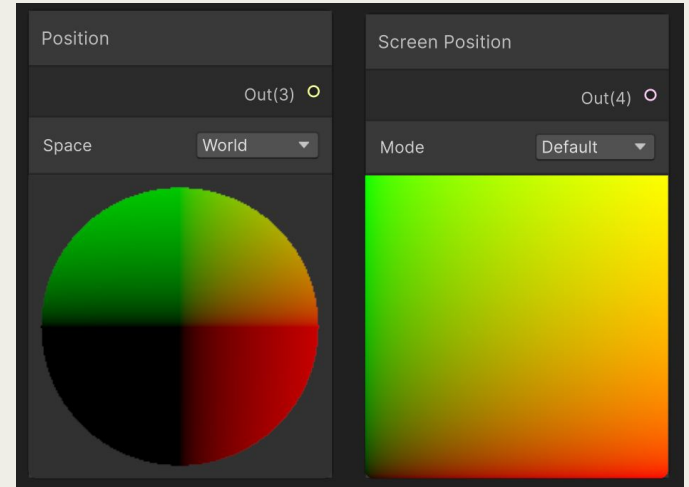 Position
Out(3)
Space
World
Screen Position
Out(4)
Mode
Default